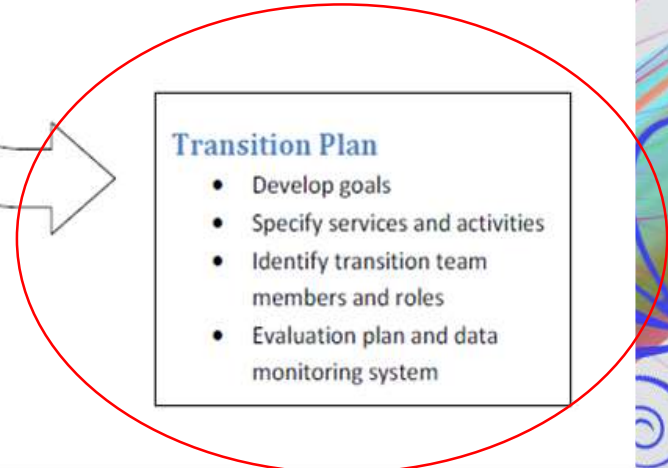 Transition Plan
• Develop goals
• Specify services and activities
• Identify transition team
members and roles
• Evaluation plan and data
monitoring system